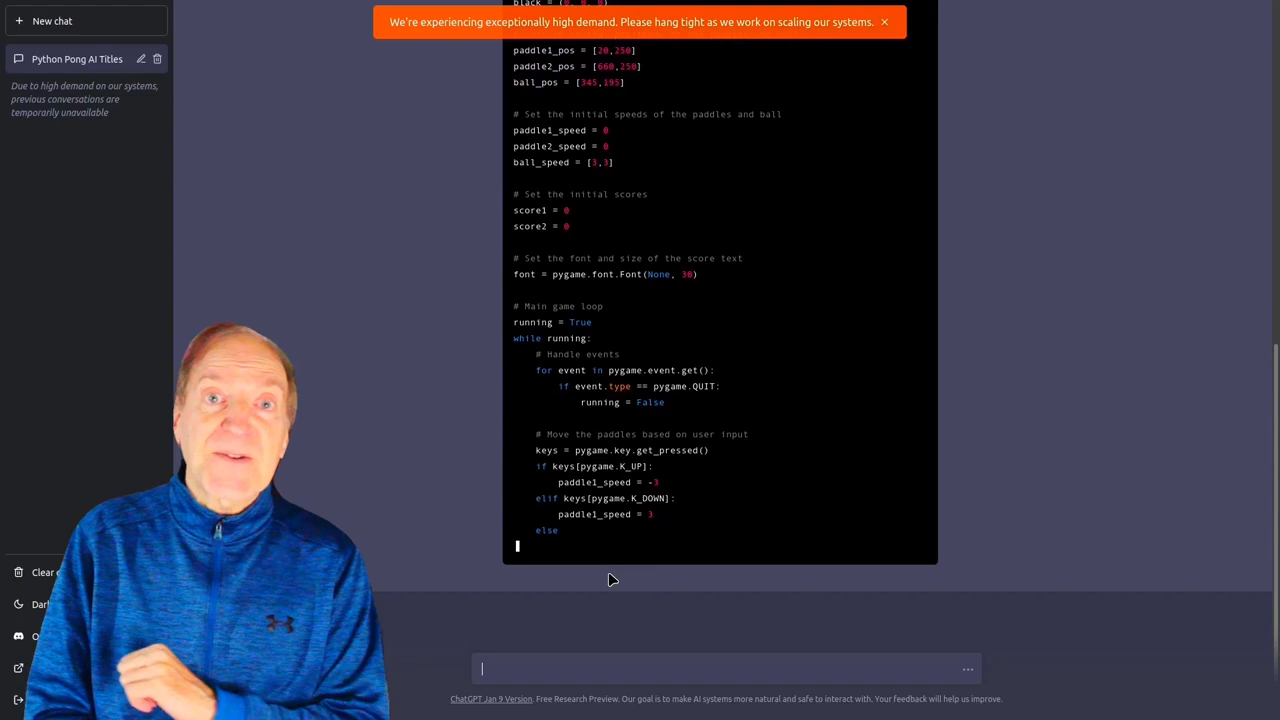 New chat
We're experiencing exceptionally high demand. Please hang tight as we work on scaling our systems.
Python Pong AI Titles
Due to high demand on our systems,
previous conversations are
temporarily unavailable
black = (0, 0, 0)
paddle1_pos = [20,250]
paddle2_pos = [660,250]
ball_pos = [345,195]
# Set the initial speeds of the paddles and ball
paddle1_speed = 0
paddle2_speed = 0
ball_speed = [3,3]
# Set the initial scores
score1 = 0
score2 = 0
# Set the font and size of the score text
font = pygame.font.Font(None, 30)
# Main game loop
running = True
while running:
# Handle events
for event in pygame.event.get():
if event.type == pygame.QUIT:
running = False
# Move the paddles based on user input
keys = pygame.key.get_pressed()
if keys[pygame.K_UP]:
paddle1_speed = -3
elif keys[pygame.K_DOWN]:
paddle1_speed = 3
else
Clear
Dar
ChatGPT Jan 9 Version. Free Research Preview. Our goal is to make AI systems more natural and safe to interact with. Your feedback will help us improve.